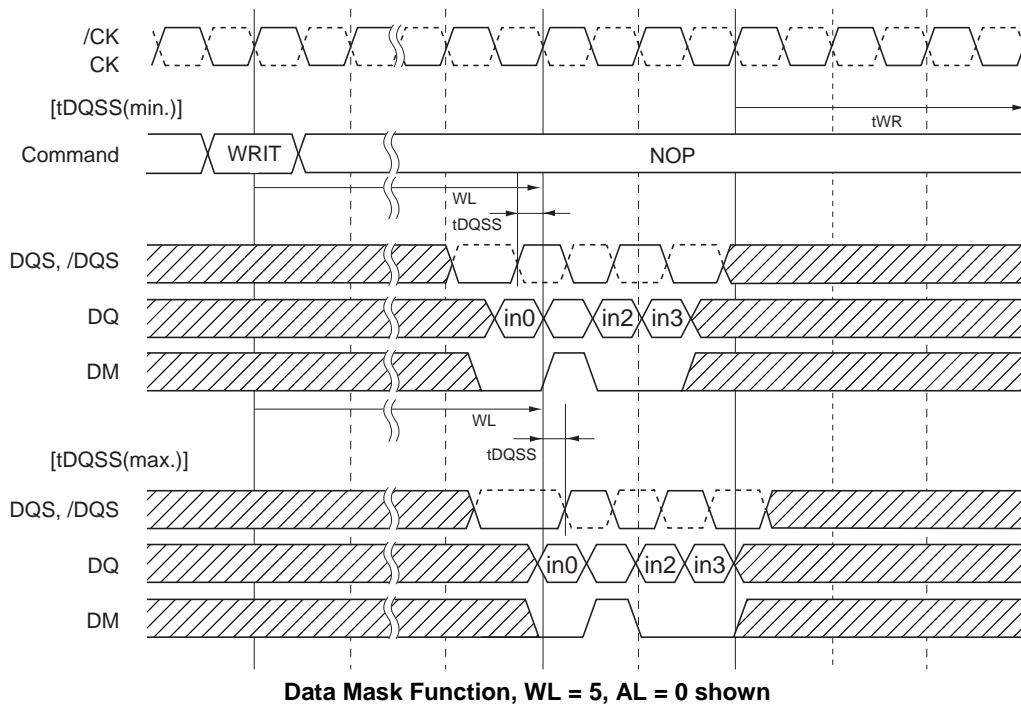 /CK
CK
[tDQSS(min.)]
tWR
Command WRIT NOP
WL
tDQSS
DQS, /DQS
DQ in0 in2 in3
DM
WL
tDQSS
[tDQSS(max.)]
DQS, /DQS
DQ in0 in2 in3
DM
Data Mask Function, WL = 5, AL = 0 shown